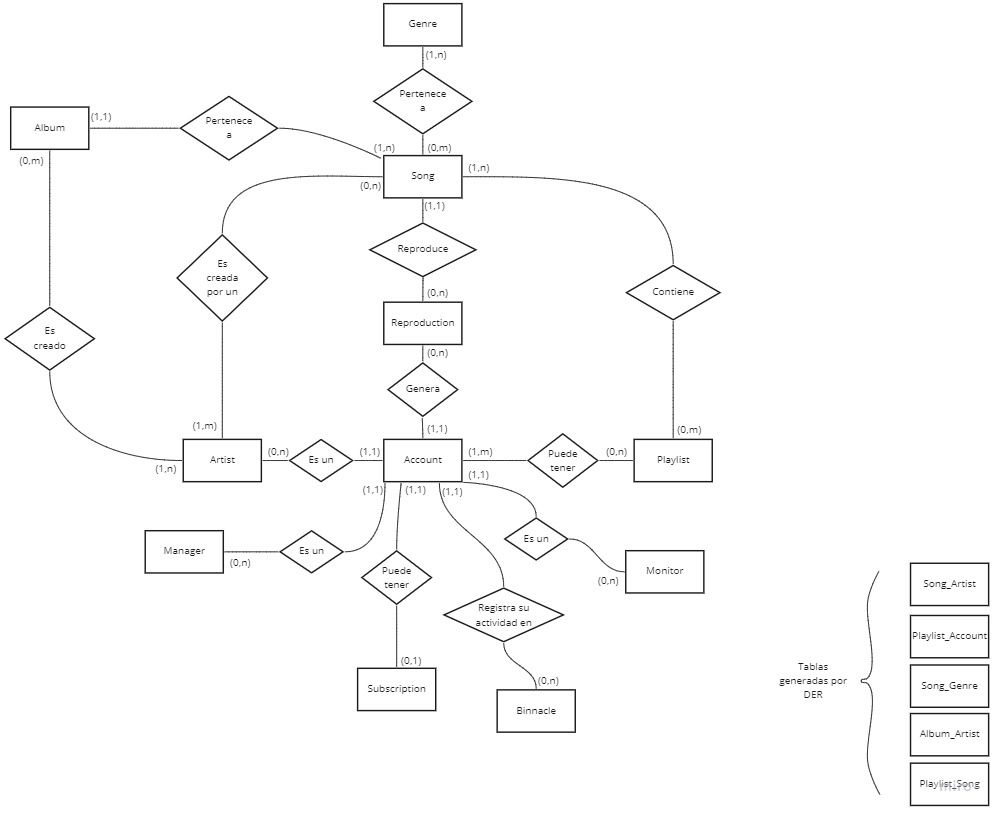 Genre
(1,n)
Pertenece
a
(0,m)
Album
(1,1)
Pertenece
a
(1,n)
(0,m)
Song
(0,n)
(1,n)
(1,1)
Es
creada
por un
Reproduce
Contiene
(0,n)
Reproduction
(0,n)
Es
creado
Genera
(1,m)
(1,1)
(0,m)
(1,n)
Artist
(0,n)
Es un
(1,1)
Account
(1,m)
Puede
tener
(0,n)
Playlist
(1,1)
(1,1)
(1,1)
(1,1)
Manager
(0,n)
Es un
Puede
tener
Es un
(0,n)
Monitor
Registra su
actividad en
(0,1)
Subscription
(0,n)
Binnacle
Tablas
generadas por
DER
Song_Artist
Playlist_Account
Song_Genre
Album_Artist
Playlist_Song
miro